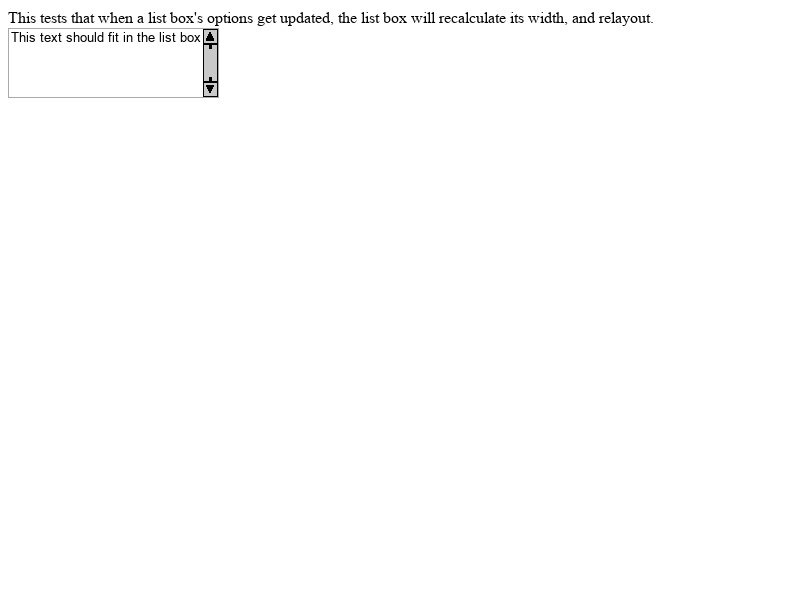 This tests that when a list box's options get updated, the list box will recalculate its width, and relayout.
This text should fit in the list box